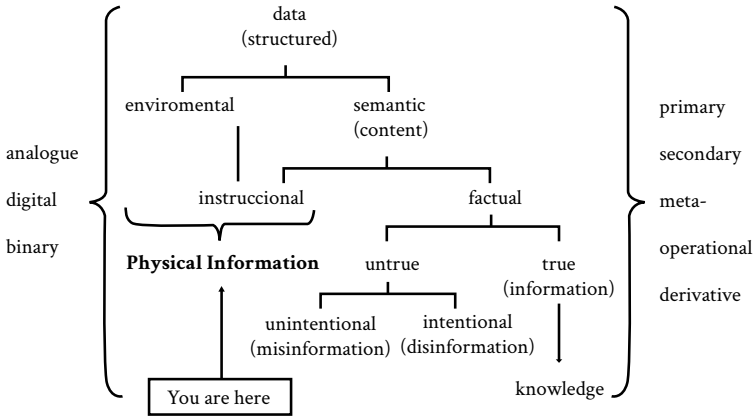 data
(structured)
enviromental
semantic
(content)
analogue
digital
binary
instruccional
factual
Physical Information
untrue
true
(information)
unintentional
(misinformation)
intentional
(disinformation)
knowledge
You are here
primary
secondary
meta-
operational
derivative